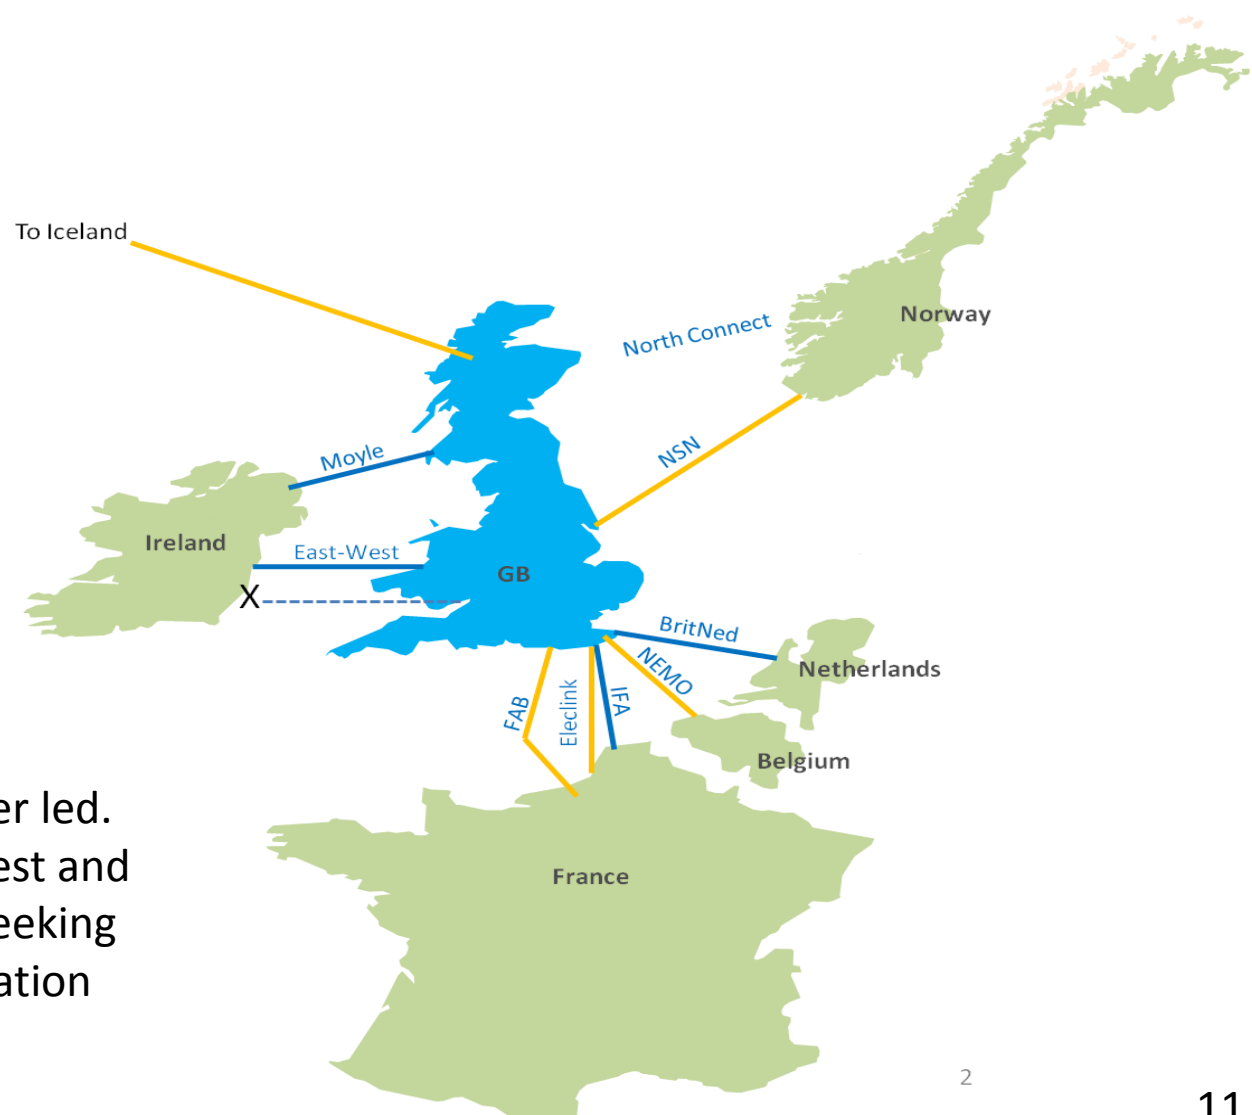 To Iceland
North Connect
Norway
NSN
Moyle
Ireland
East-West
GB
X
BritNed
NEMO
Netherlands
FAB
Eleclink
IFA
Belgium
er led.
est and
eeking
ation
France
2
11